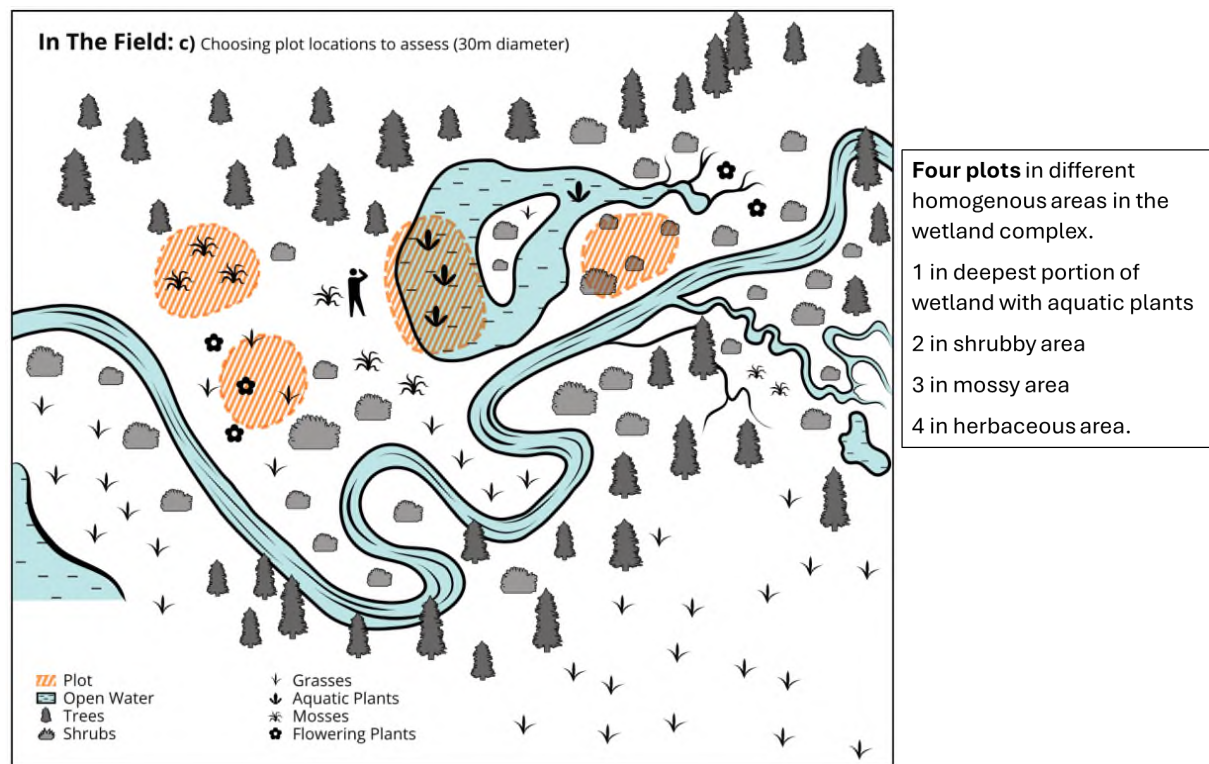 In The Field: c) Choosing plot locations to assess (30m diameter)
Four plots in different
homogenous areas in the
wetland complex.
1 in deepest portion of
wetland with aquatic plants
2 in shrubby area
3 in mossy area
4 in herbaceous area.
Plot
Open Water
Trees
Shrubs
Grasses
Aquatic Plants
Mosses
Flowering Plants